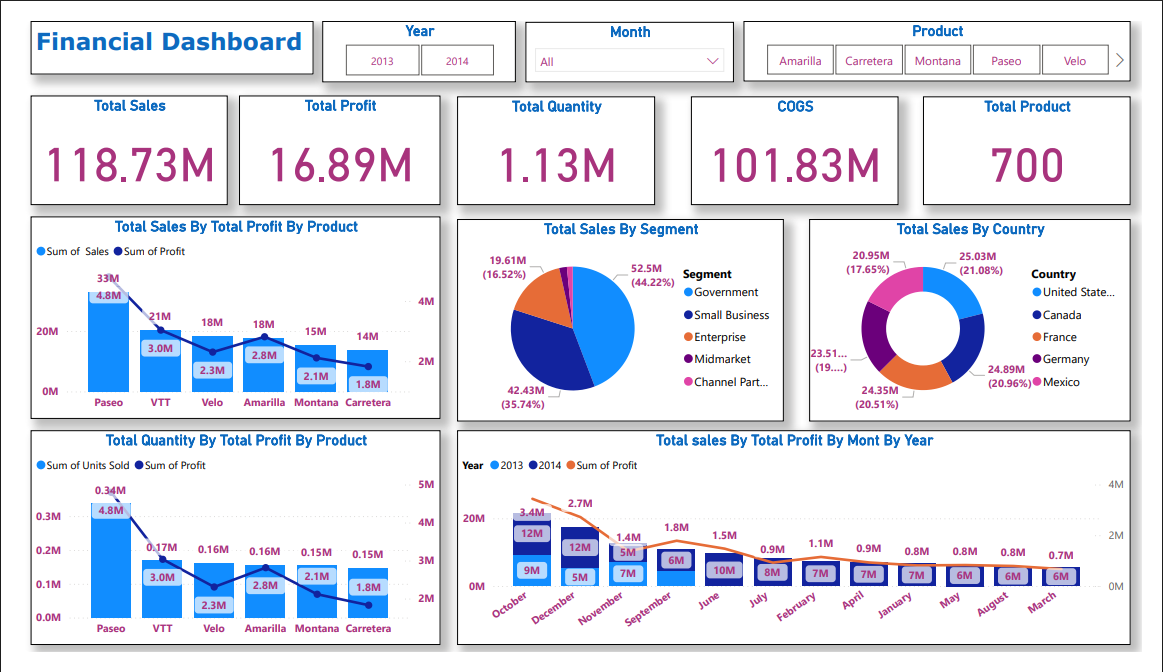 Financial Dashboard
Year
2013
2014
Month
All
Product
Amarilla
Carretera
Montana
Paseo
Velo
Total Sales
118.73M
Total Profit
16.89M
Total Quantity
1.13M
COGS
101.83M
Total Product
700
Total Sales By Total Profit By Product
Sum of Sales
Sum of Profit
20M
0M
4M
2M
33M
4.8M
21M
3.0M
18M
2.3M
18M
2.8M
15M
2.1M
14M
1.8M
Paseo
VTT
Velo
Amarilla
Montana
Carretera
Total Sales By Segment
19.61M
(16.52%)
52.5M
(44.22%)
42.43M
(35.74%)
Segment
Government
Small Business
Enterprise
Midmarket
Channel Part...
Total Sales By Country
20.95M
(17.65%)
25.03M
(21.08%)
23.51...
(19....)
24.35M
(20.51%)
24.89M
(20.96%)
Country
United State...
Canada
France
Germany
Mexico
Total Quantity By Total Profit By Product
Sum of Units Sold
Sum of Profit
0.3M
0.2M
0.1M
0.0M
5M
4M
3M
2M
0.34M
4.8M
0.17M
3.0M
0.16M
2.3M
0.16M
2.8M
0.15M
2.1M
0.15M
1.8M
Paseo
VTT
Velo
Amarilla
Montana
Carretera
Total sales By Total Profit By Mont By Year
Year
2013
2014
Sum of Profit
20M
0M
4M
2M
0M
3.4M
12M
9M
2.7M
12M
5M
1.4M
5M
7M
1.8M
6M
1.5M
10M
0.9M
8M
1.1M
7M
0.9M
7M
0.8M
7M
0.8M
6M
0.8M
6M
0.7M
6M
October
December
November
September
June
July
February
April
January
May
August
March